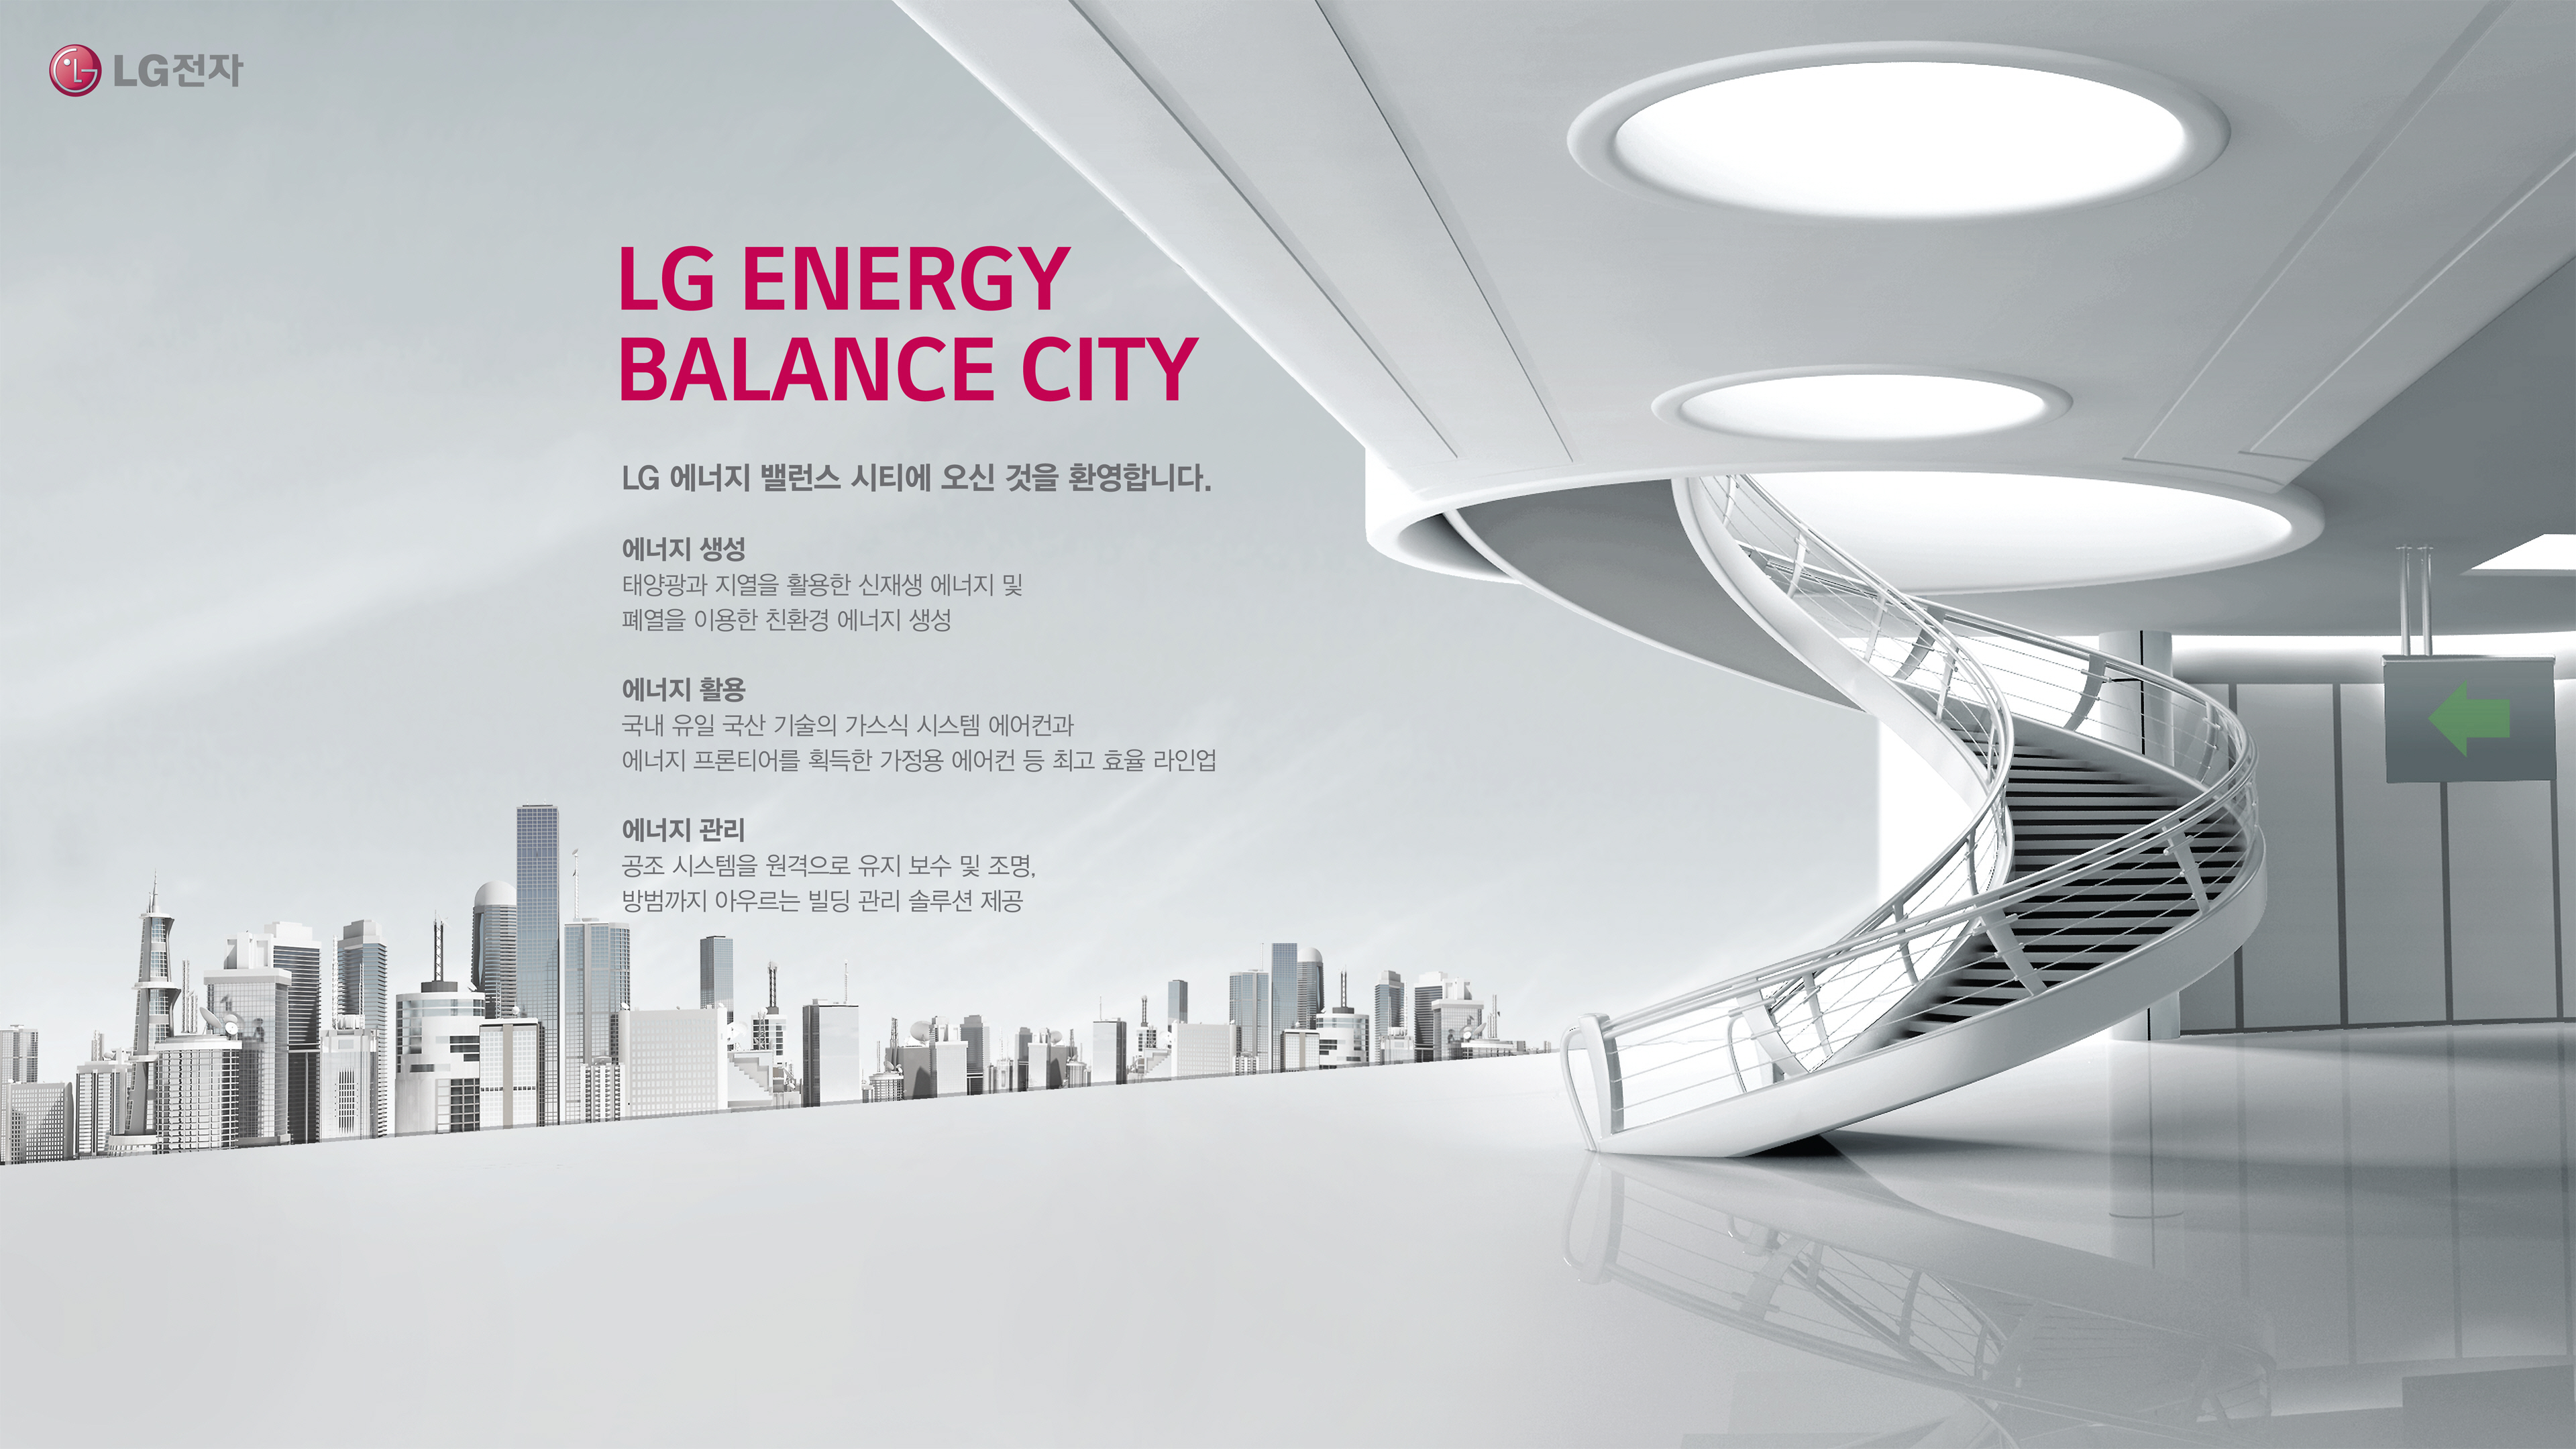 LG전자
LG ENERGY
BALANCE CITY
LG 에너지 밸런스 시티에 오신 것을 환영합니다.
에너지 생성
태양광과 지열을 활용한 신재생 에너지 및
폐열을 이용한 친환경 에너지 생성
에너지 활용
국내 유일 국산 기술의 가스식 시스템 에어컨과
에너지 프론티어를 획득한 가정용 에어컨 등 최고 효율 라인업
에너지 관리
공조 시스템을 원격으로 유지 보수 및 조명,
방범까지 아우르는 빌딩 관리 솔루션 제공